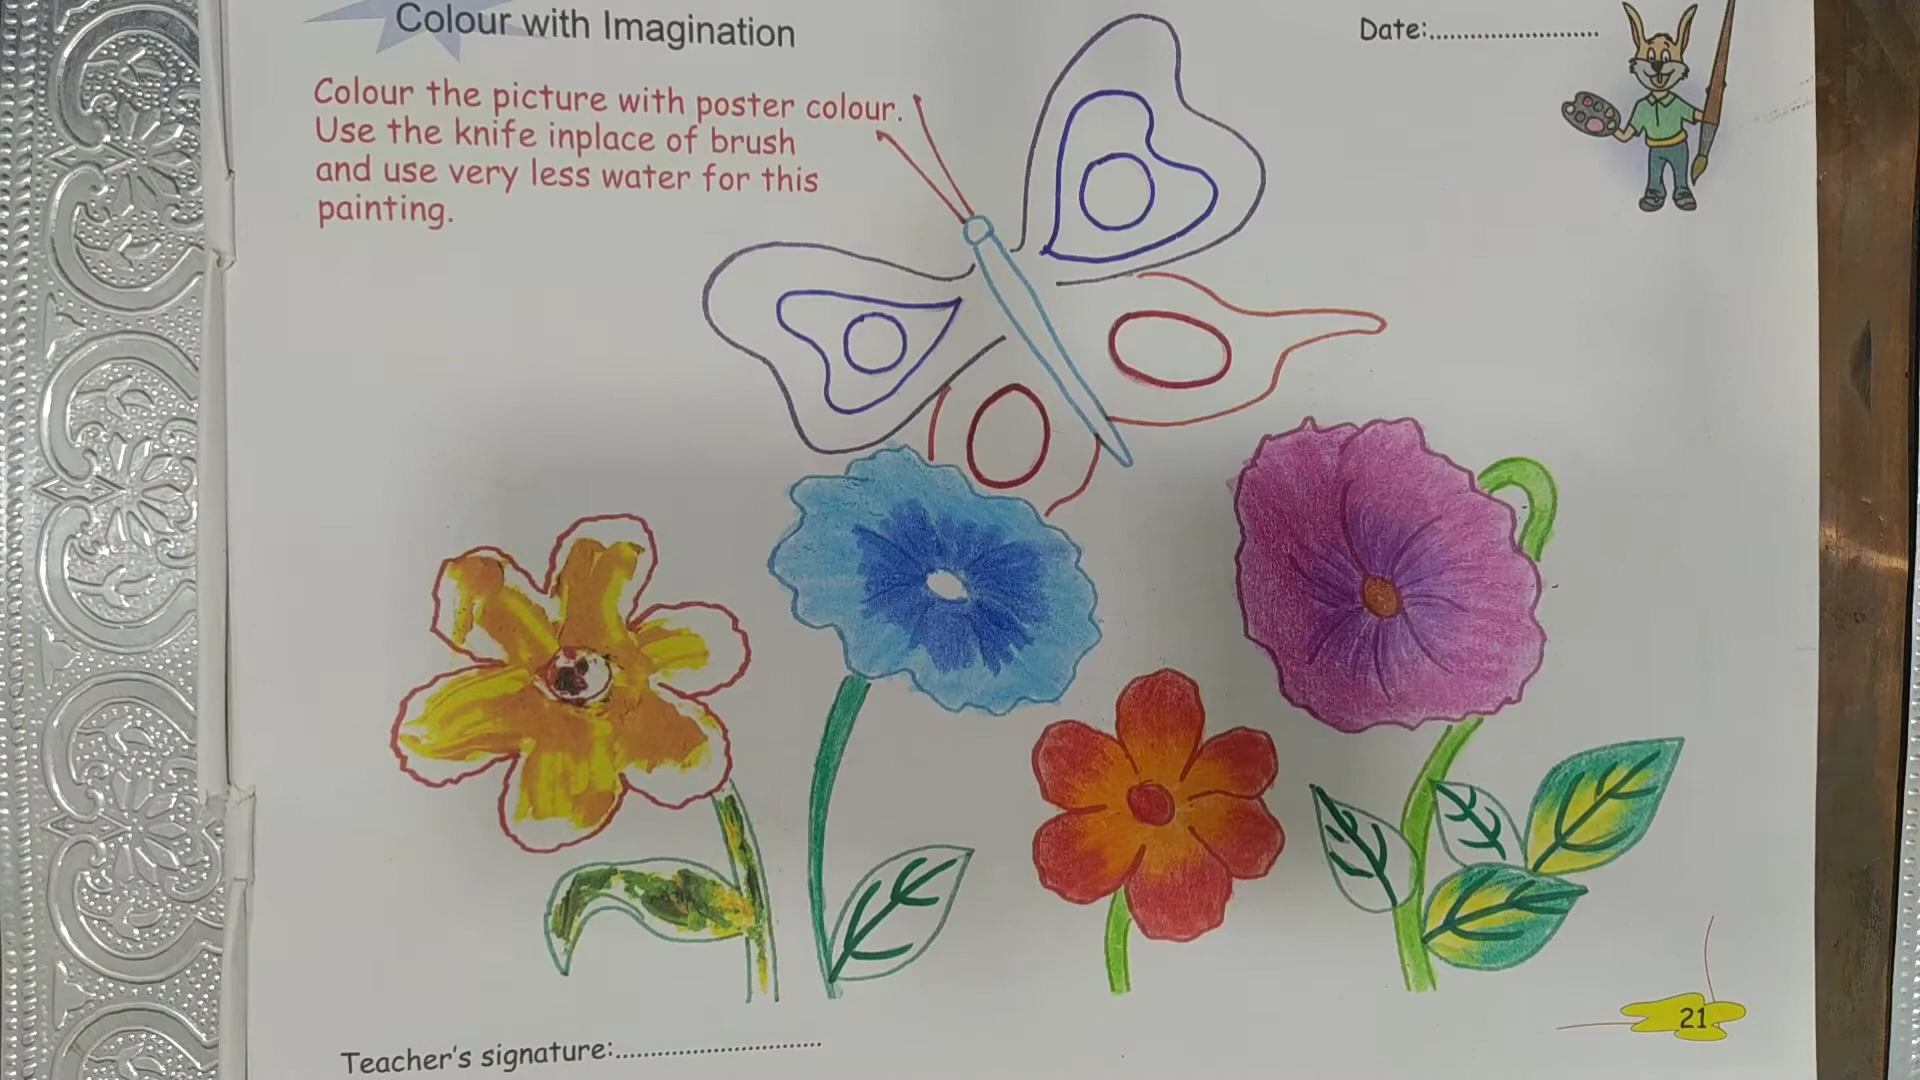 Colour with Imagination
Date:..........................
Colour the picture with poster colour.
Use the knife inplace of brush
and use very less water for this
painting.
21
Teacher's signature:..............................